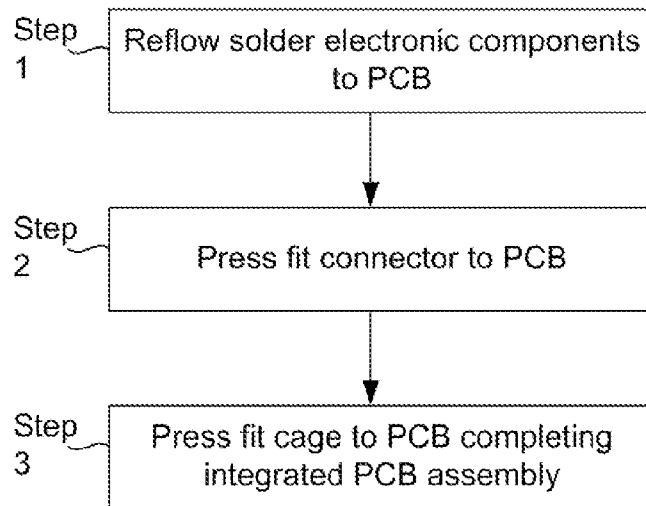 Step
1
Reflow solder electronic components
to PCB
Step
2
Press fit connector to PCB
Step
3
Press fit cage to PCB completing
integrated PCB assembly